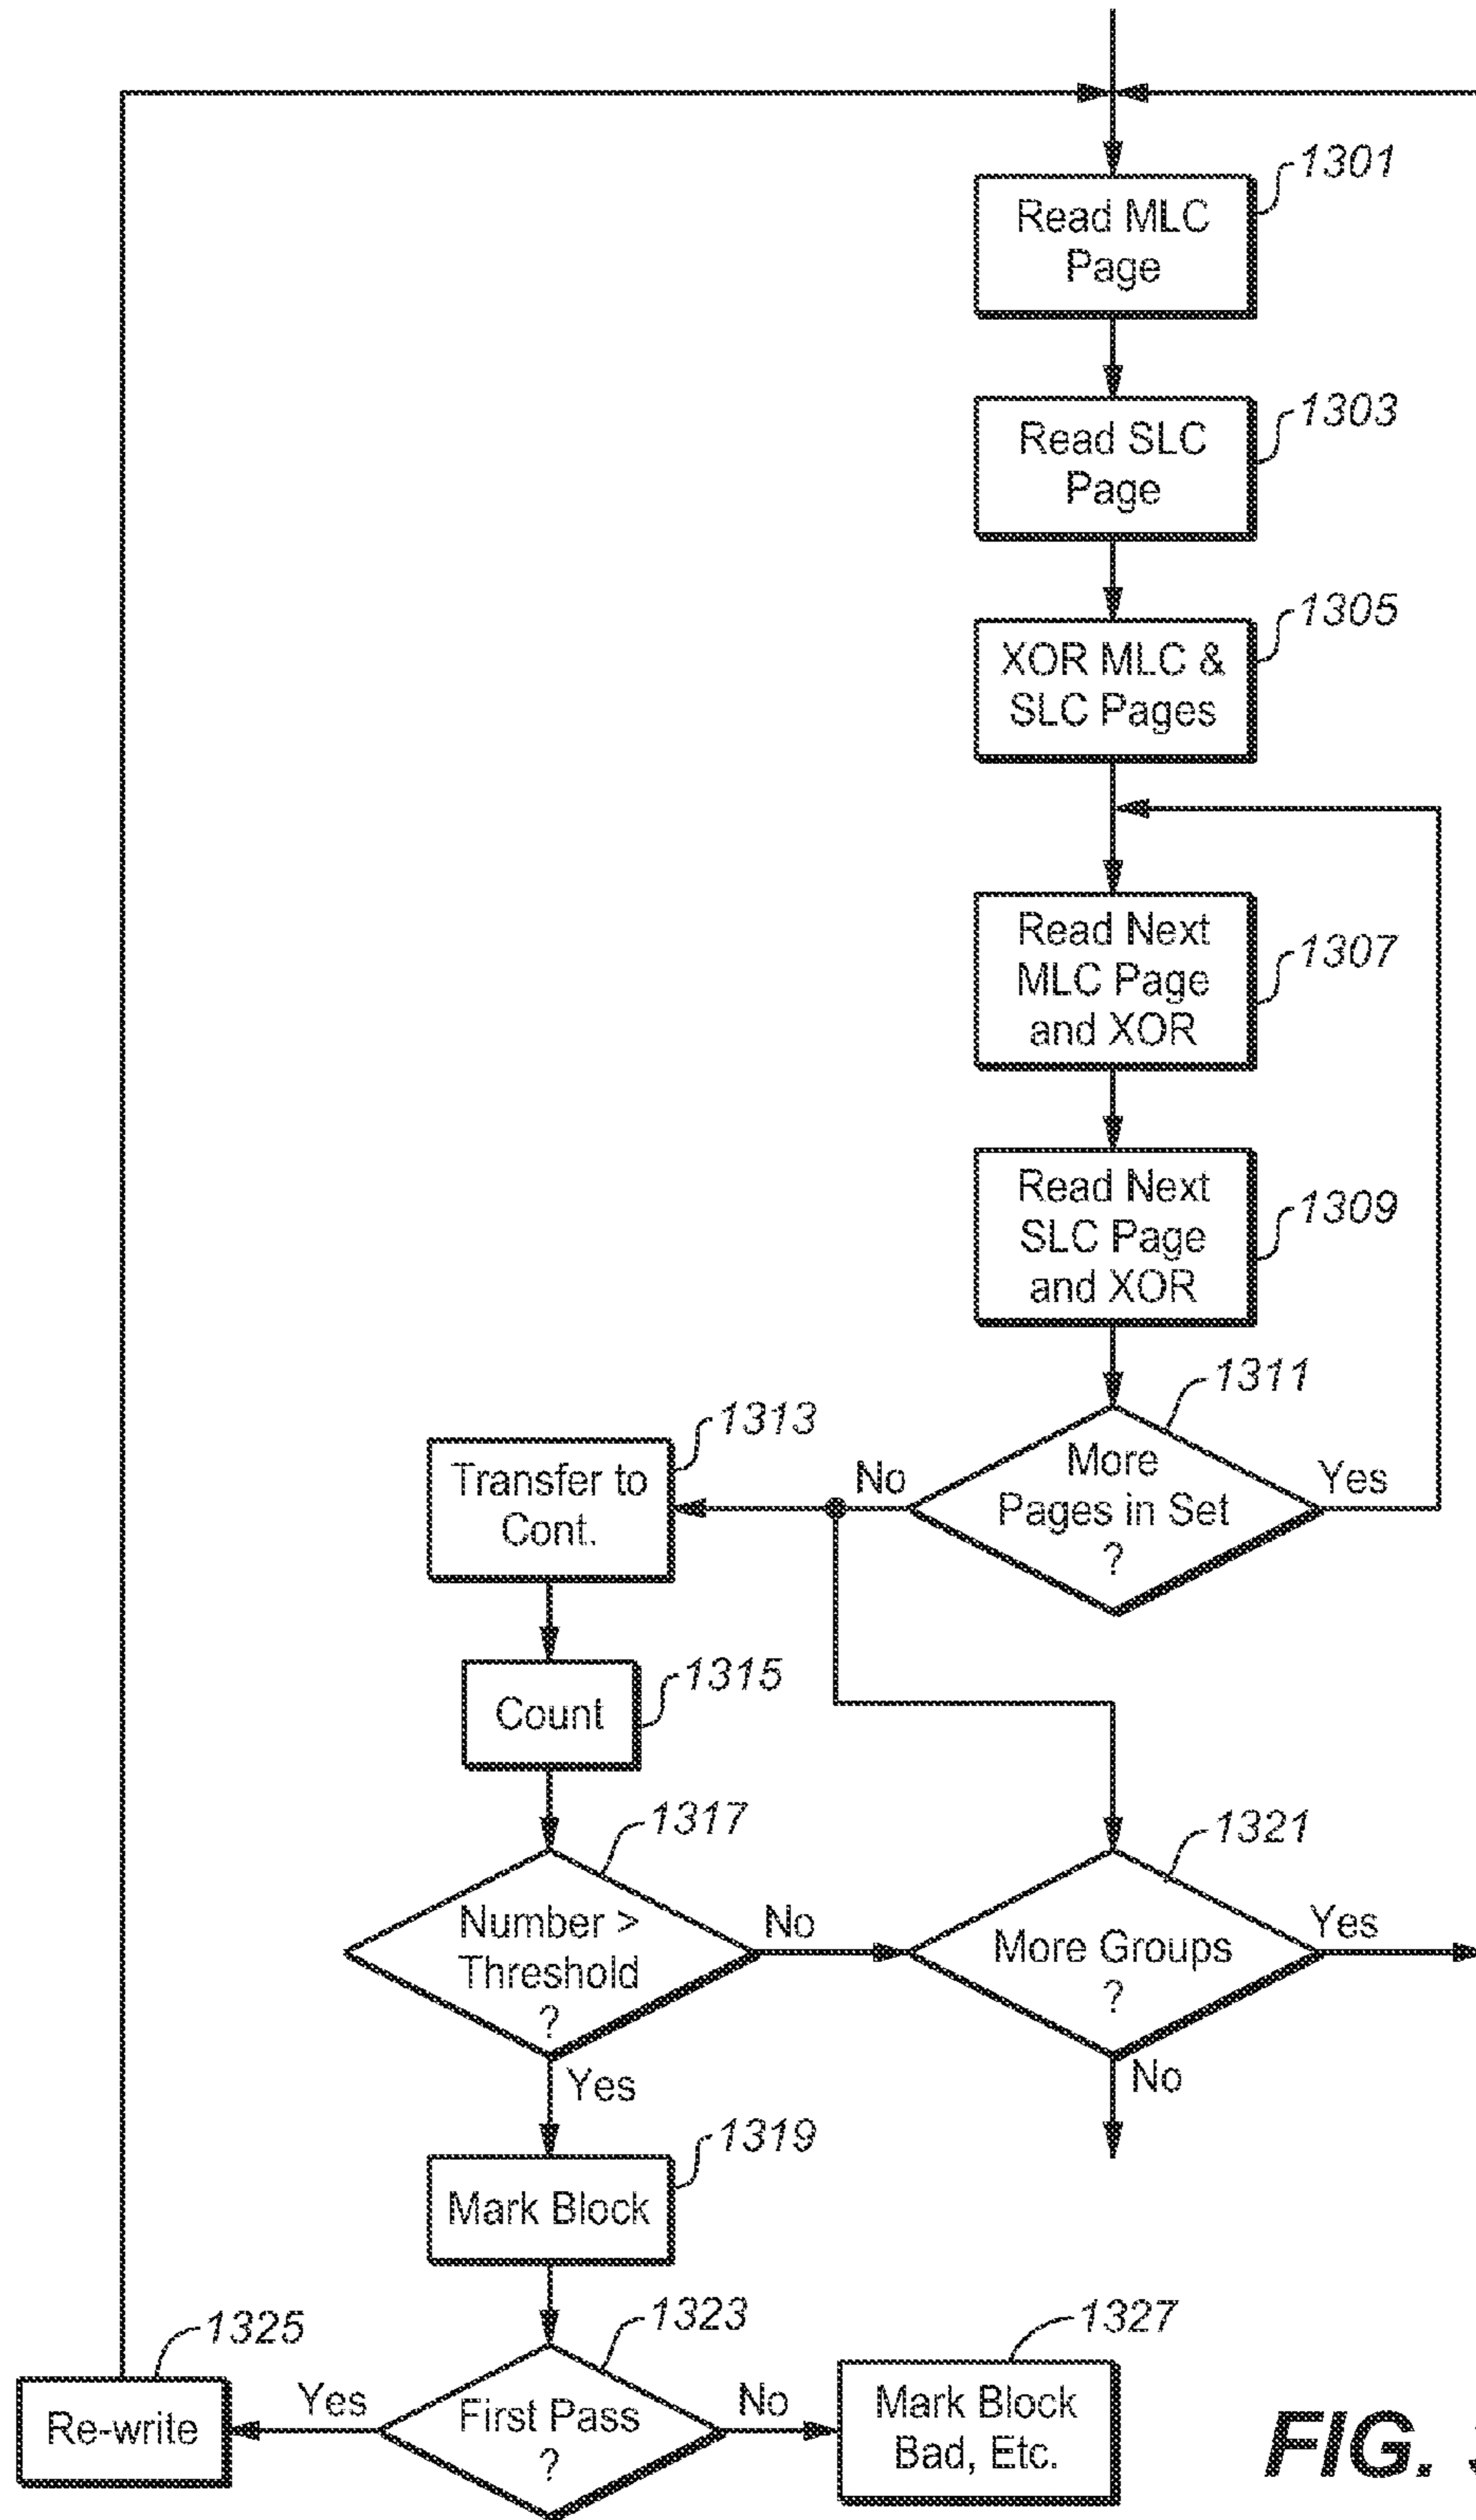 1301
Read MLC
Page
1303
Read SLC
Page
1305
XOR MLC &
SLC Pages
Read Next
MLC Page
and XOR
1307
Read Next
SLC Page
and XOR
1309
1311
More
Pages in Set
?
No
Yes
1313
Transfer to
Cont.
1315
Count
1317
Number >
Threshold
?
No
Yes
1321
More Groups
?
Yes
No
1319
Mark Block
1323
First Pass
?
Yes
No
1325
Re-write
1327
Mark Block
Bad, Etc.
FIG.